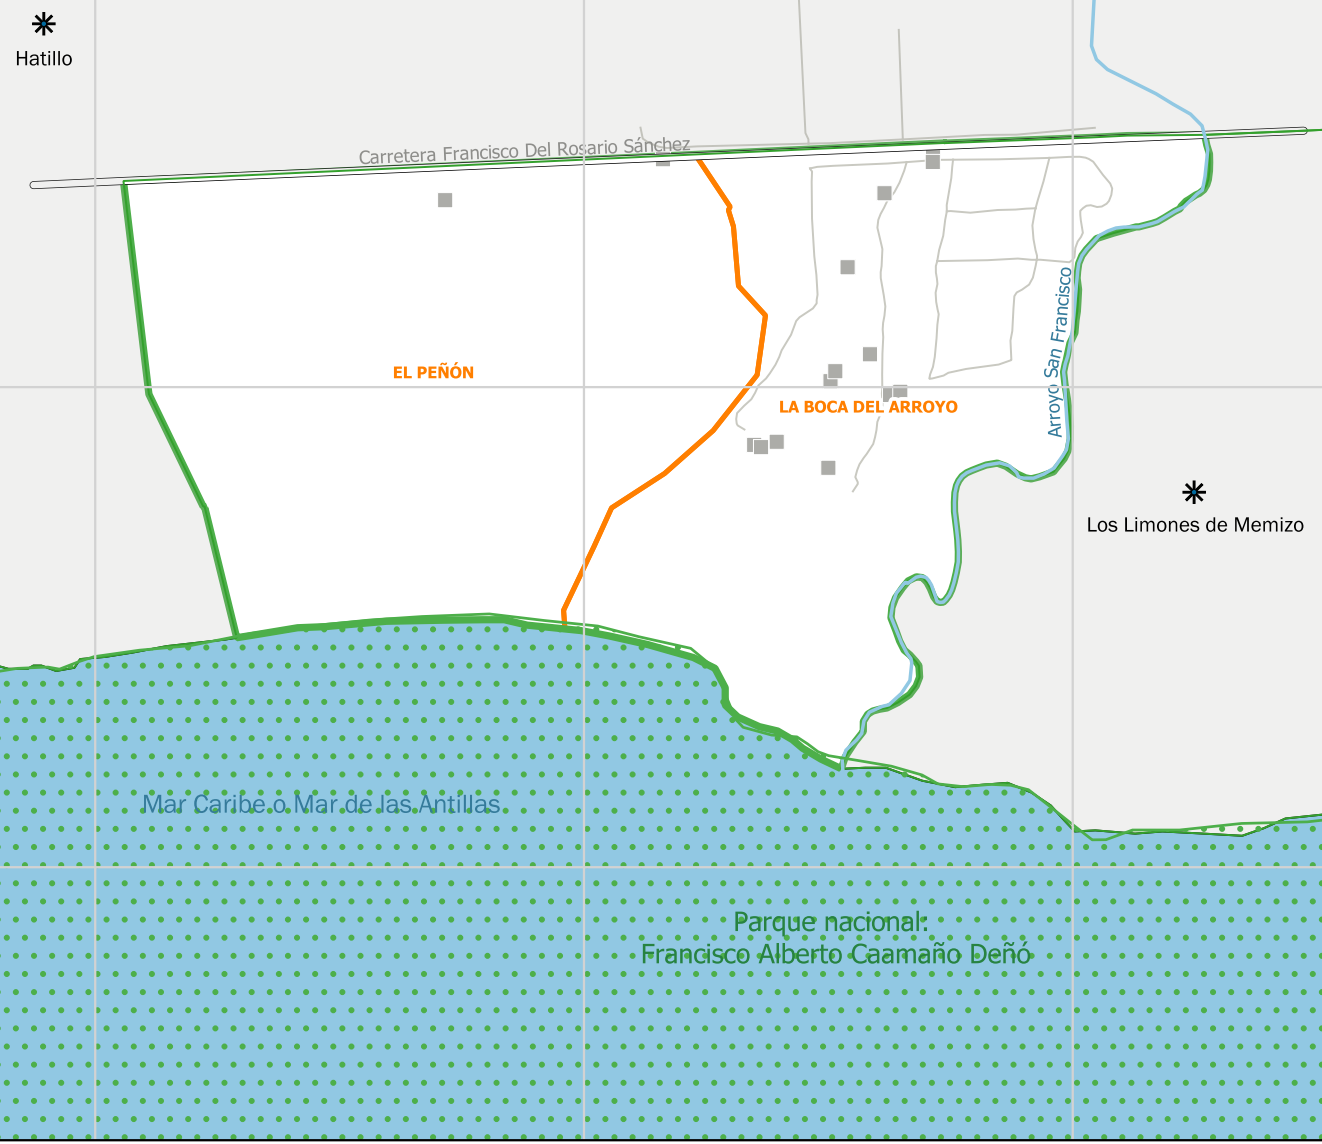 Hatillo
Carretera Francisco Del Rosario Sánchez
EL PEÑÓN
LA BOCA DEL ARROYO
Arroyo San Francisco
Los Limones de Memizo
Mar Caribe o Mar de las Antillas
Parque nacional:
Francisco Alberto Caamaño Deñó